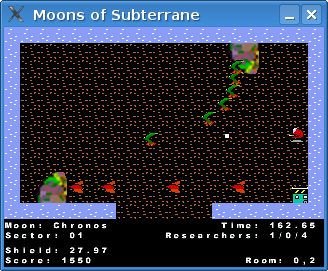 Moons of Subterrane
Moon: Chronos Time: 162.65
Sector: 01 Researchers: 1/0/4
Shield: 27.97
Score: 1550 Room: 0,2